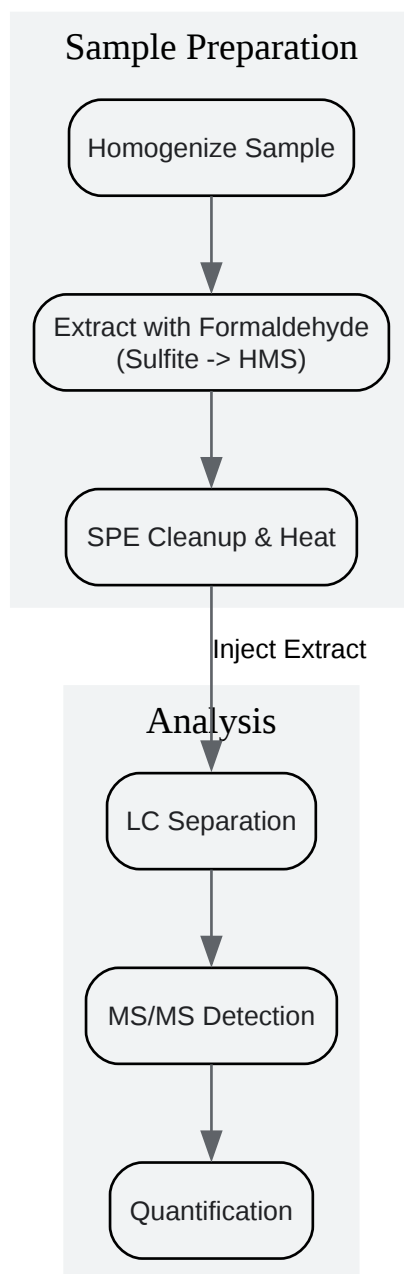 Sample Preparation
Homogenize Sample
Extract with Formaldehyde
(Sulfite -> HMS)
SPE Cleanup & Heat
Inject Extract
Analysis
LC Separation
MS/MS Detection
Quantification